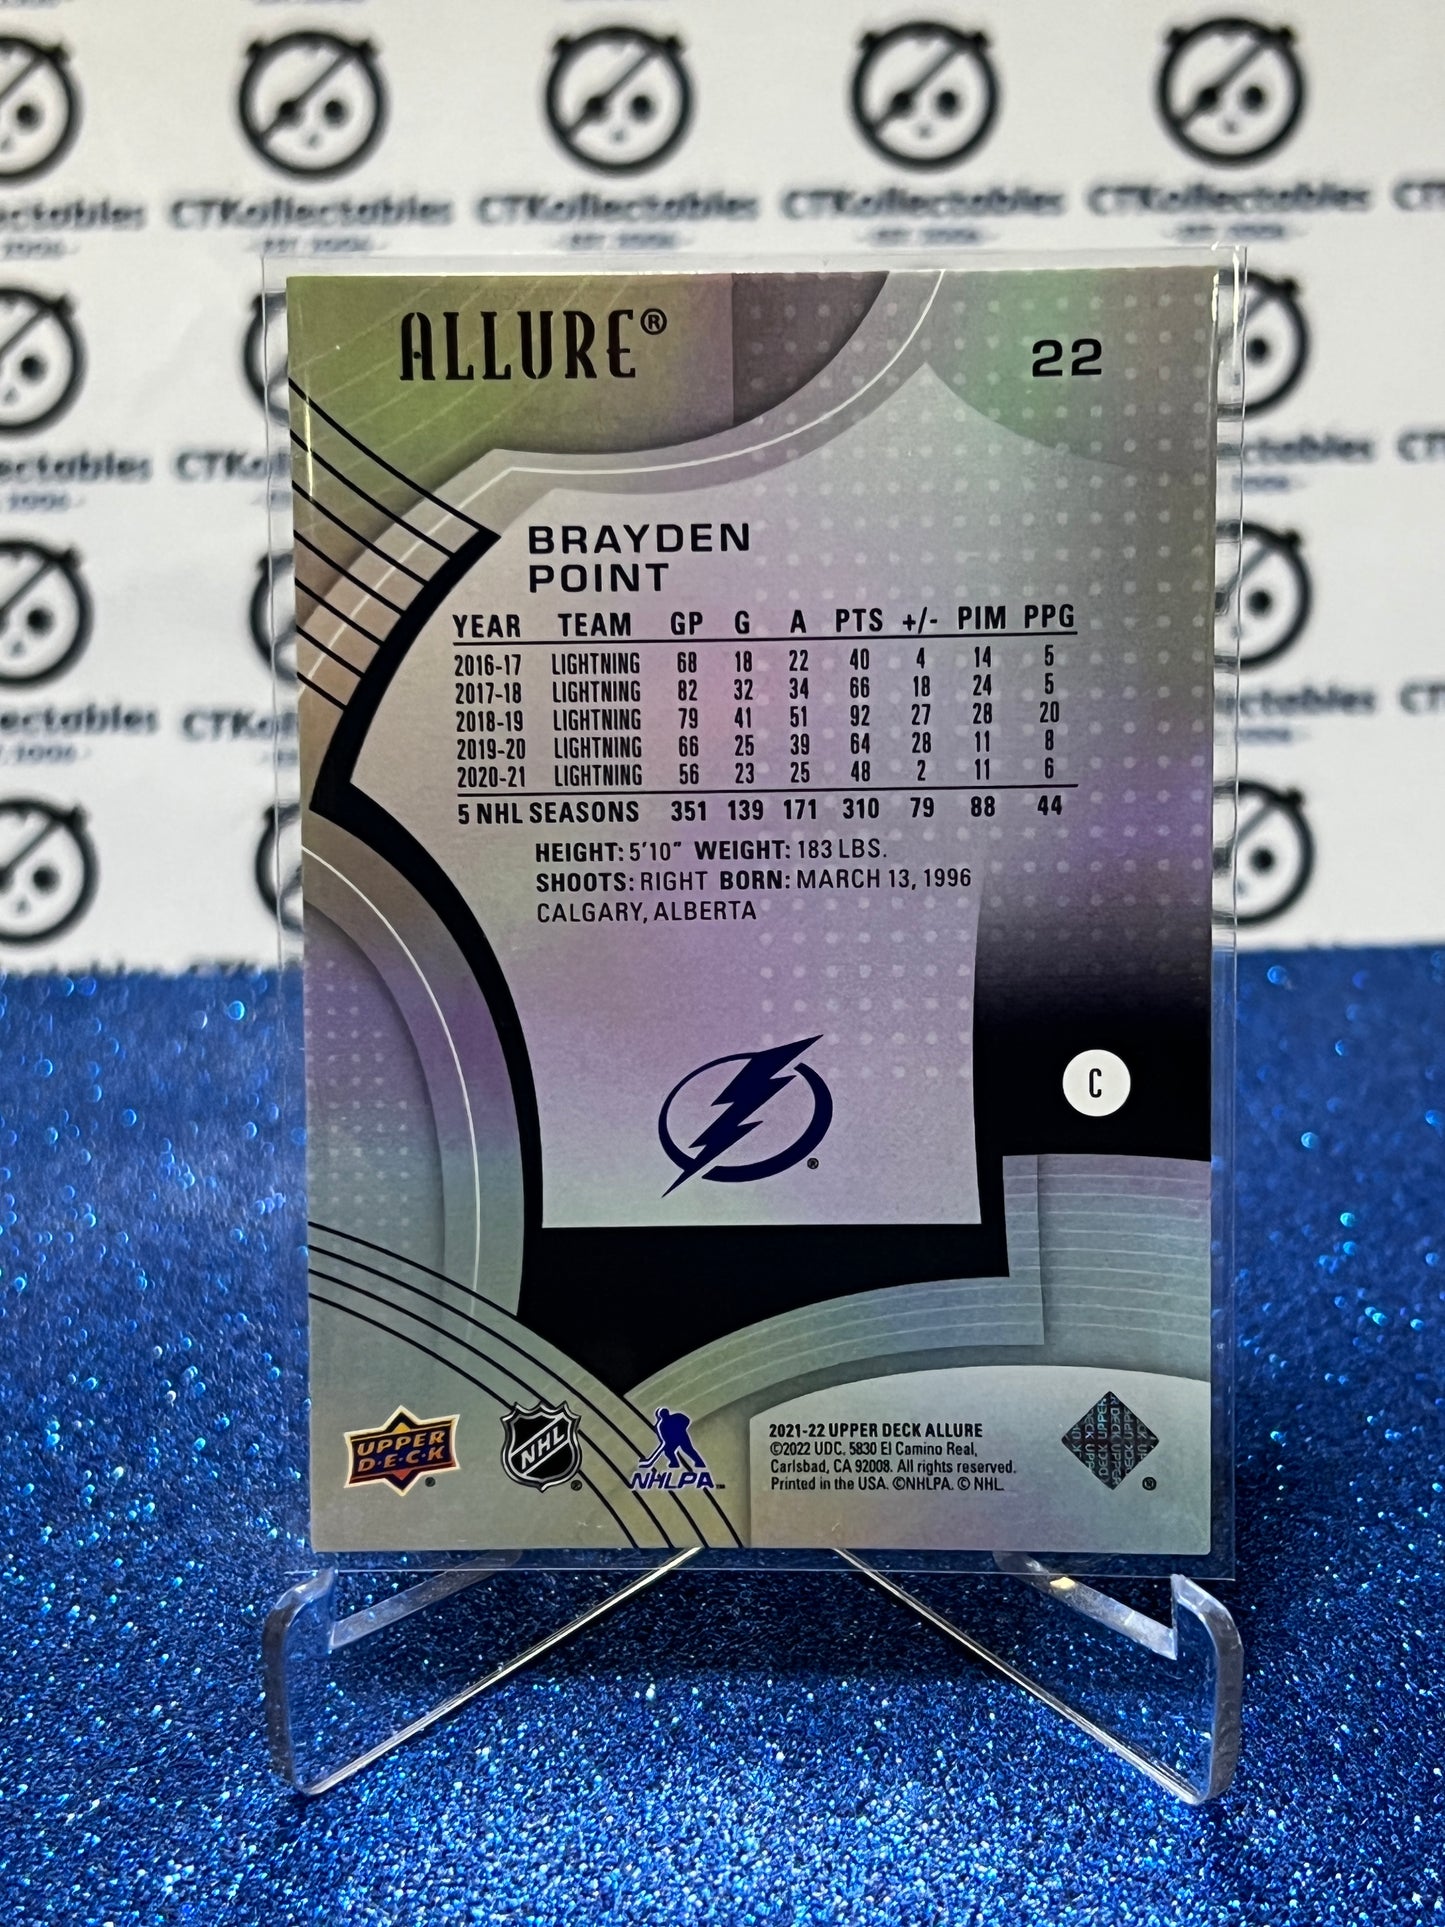 CTKollectables CTKollectables CTKollectables CTKollectables
ALLURE®
22
BRAYDEN
POINT
YEAR TEAM GP G A PTS +/- PIM PPG
2016-17 LIGHTNING 68 18 22 40 4 14 5
2017-18 LIGHTNING 82 32 34 66 18 24 5
2018-19 LIGHTNING 79 41 51 92 27 28 20
2019-20 LIGHTNING 66 25 39 64 28 11 8
2020-21 LIGHTNING 56 23 25 48 2 11 6
5 NHL SEASONS 351 139 171 310 79 88 44
HEIGHT: 5'10" WEIGHT: 183 LBS.
SHOOTS: RIGHT BORN: MARCH 13, 1996
CALGARY, ALBERTA
®
C
UPPER
D·E·C·K
®
NHL
®
NHLPA™
2021-22 UPPER DECK ALLURE
©2022 UDC. 5830 El Camino Real,
Carlsbad, CA 92008. All rights reserved.
Printed in the USA. ©NHLPA. © NHL.
®